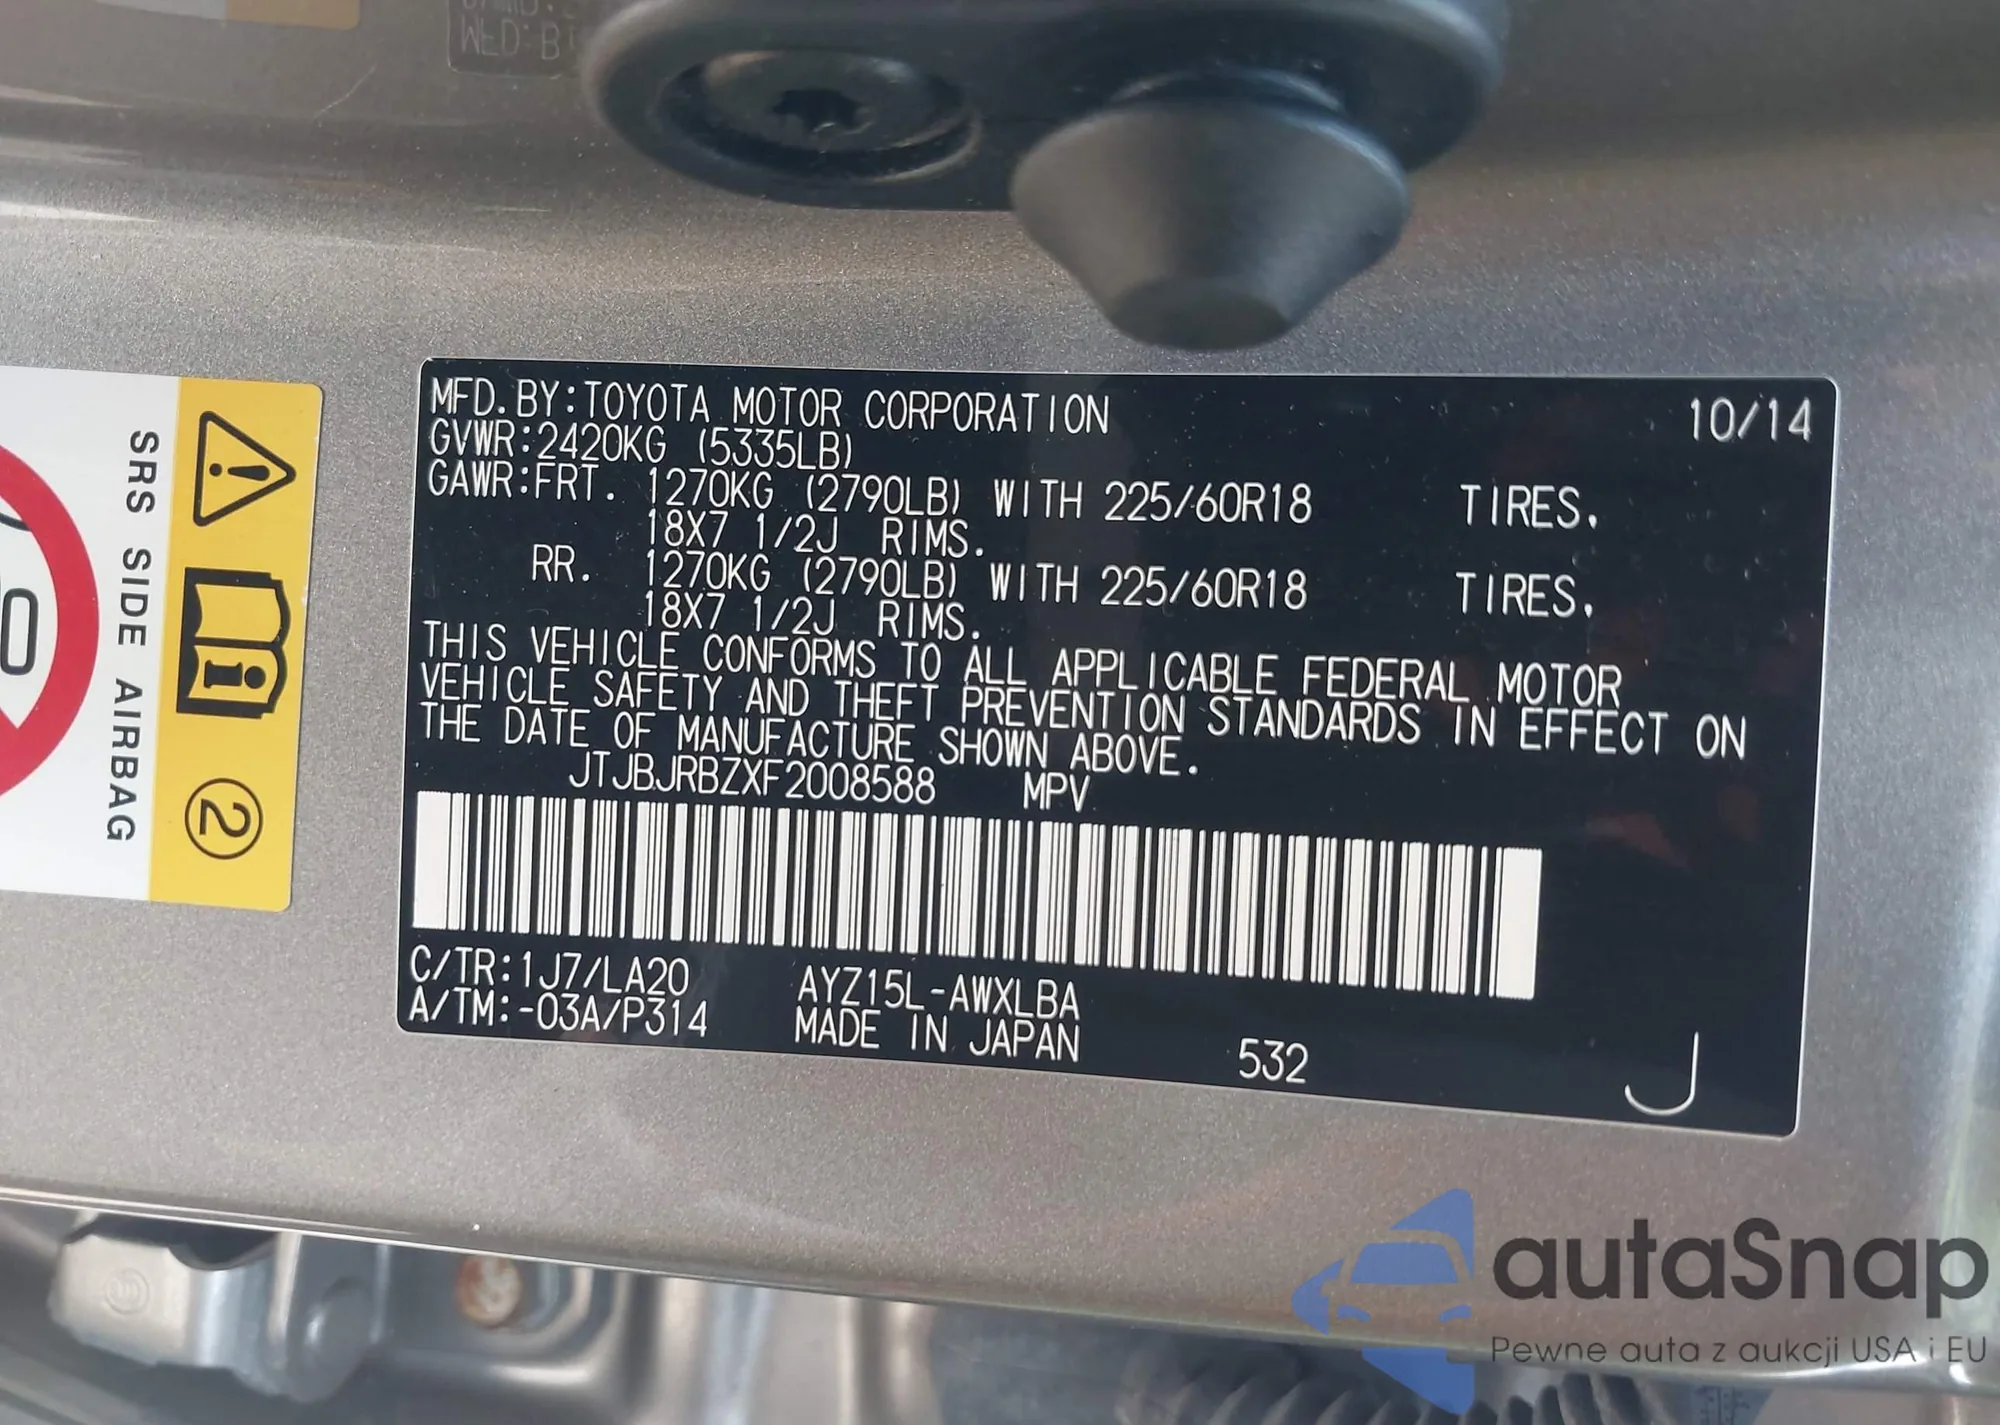 MFD.BY:TOYOTA MOTOR CORPORATION 10/14
GVWR:2420KG (5335LB)
GAWR:FRT. 1270KG (2790LB) WITH 225/60R18 TIRES.
18X7 1/2J RIMS.
RR. 1270KG (2790LB) WITH 225/60R18 TIRES.
18X7 1/2J RIMS.
THIS VEHICLE CONFORMS TO ALL APPLICABLE FEDERAL MOTOR
VEHICLE SAFETY AND THEFT PREVENTION STANDARDS IN EFFECT ON
THE DATE OF MANUFACTURE SHOWN ABOVE.
JTJBJRBZXF2008588 MPV
C/TR:1J7/LA20 AYZ15L-AWXLBA
A/TM:-03A/P314 MADE IN JAPAN 532 J
SRS SIDE AIRBAG
2
autaSnap
Pewne auta z aukcji USA i EU